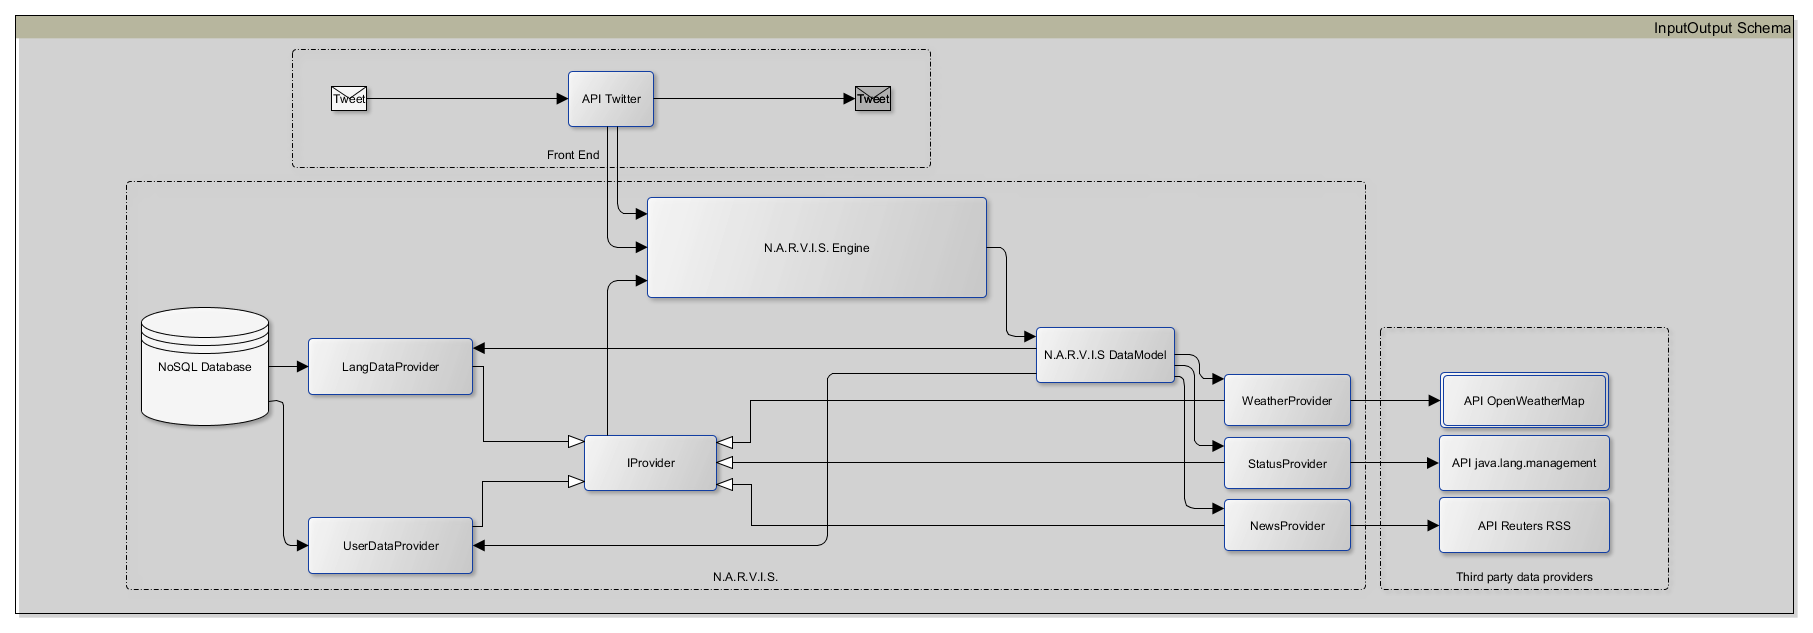 InputOutput Schema
Tweet
API Twitter
Tweet
Front End
N.A.R.V.I.S. Engine
NoSQL Database
LangDataProvider
N.A.R.V.I.S DataModel
WeatherProvider
API OpenWeatherMap
IProvider
StatusProvider
API java.lang.management
NewsProvider
API Reuters RSS
UserDataProvider
N.A.R.V.I.S.
Third party data providers